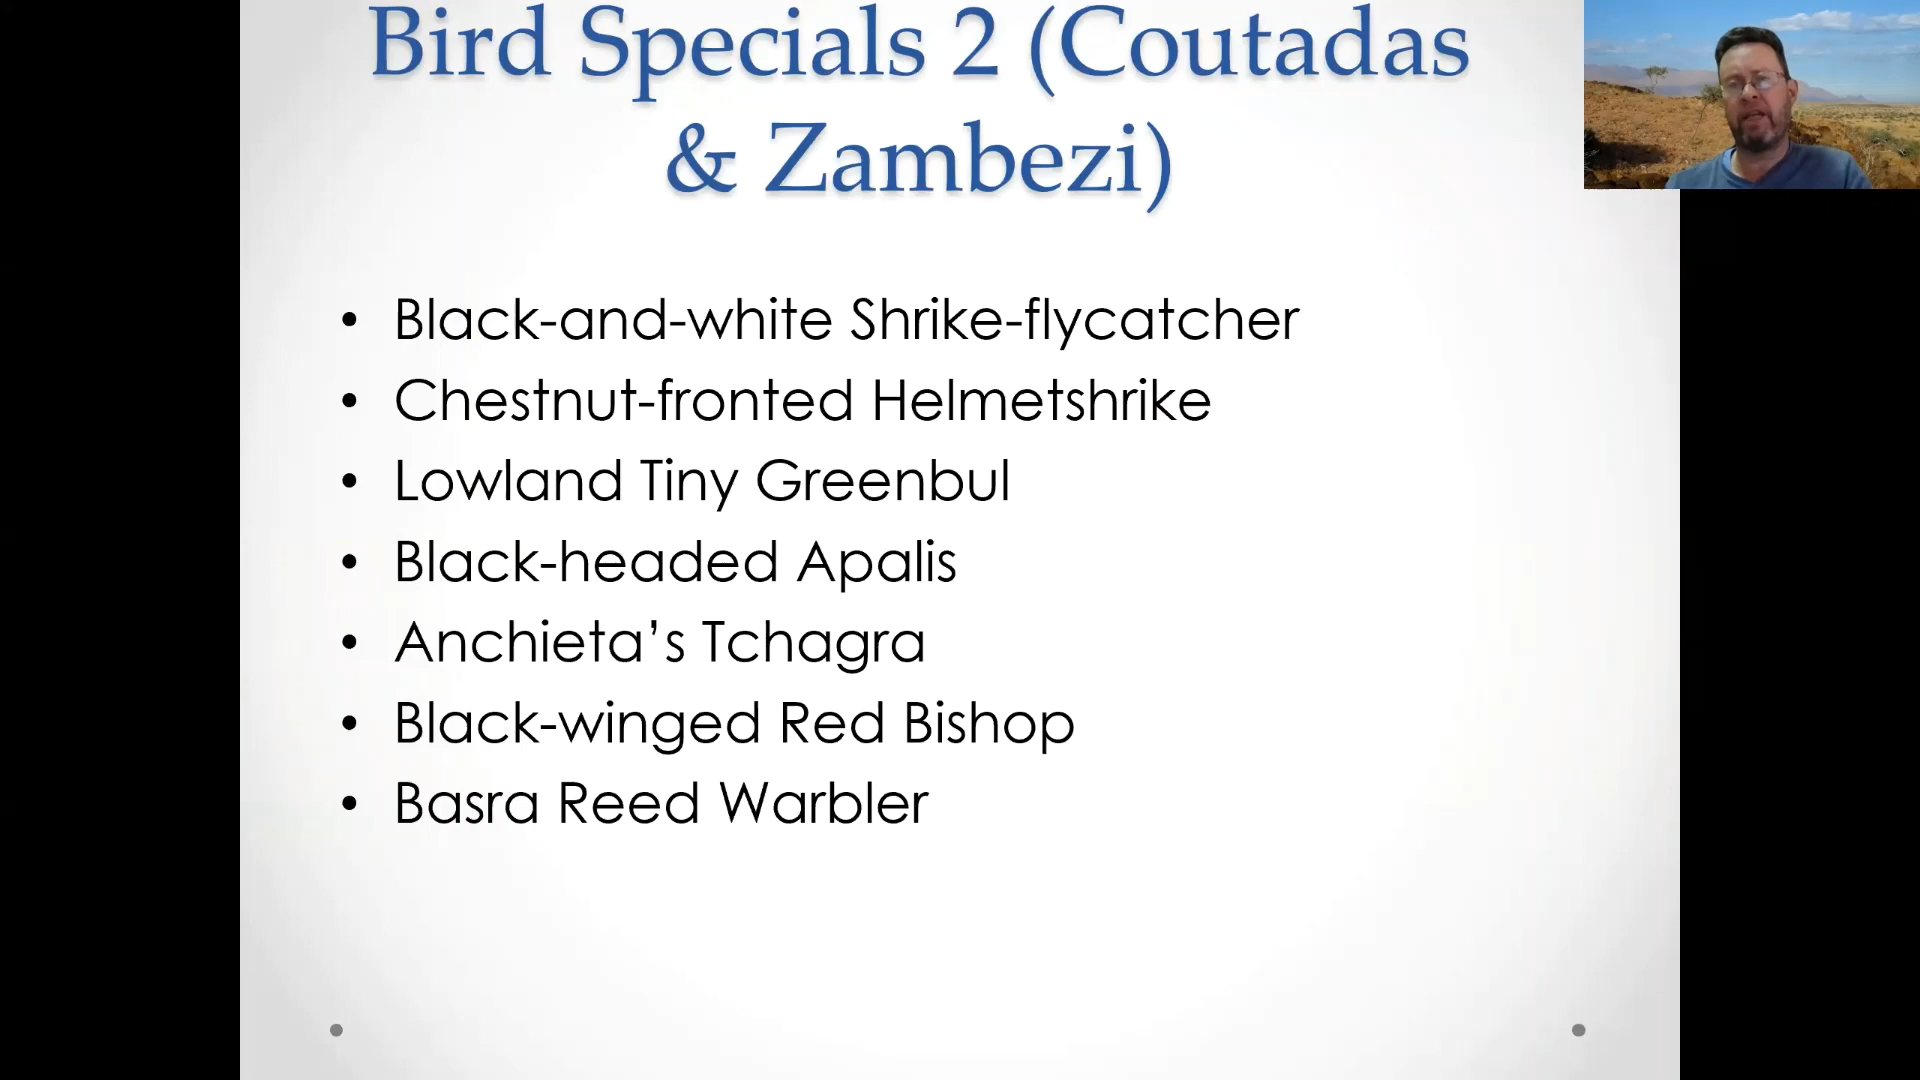 Bird Specials 2 (Coutadas
& Zambezi)
• Black-and-white Shrike-flycatcher
• Chestnut-fronted Helmetshrike
• Lowland Tiny Greenbul
• Black-headed Apalis
• Anchieta’s Tchagra
• Black-winged Red Bishop
• Basra Reed Warbler